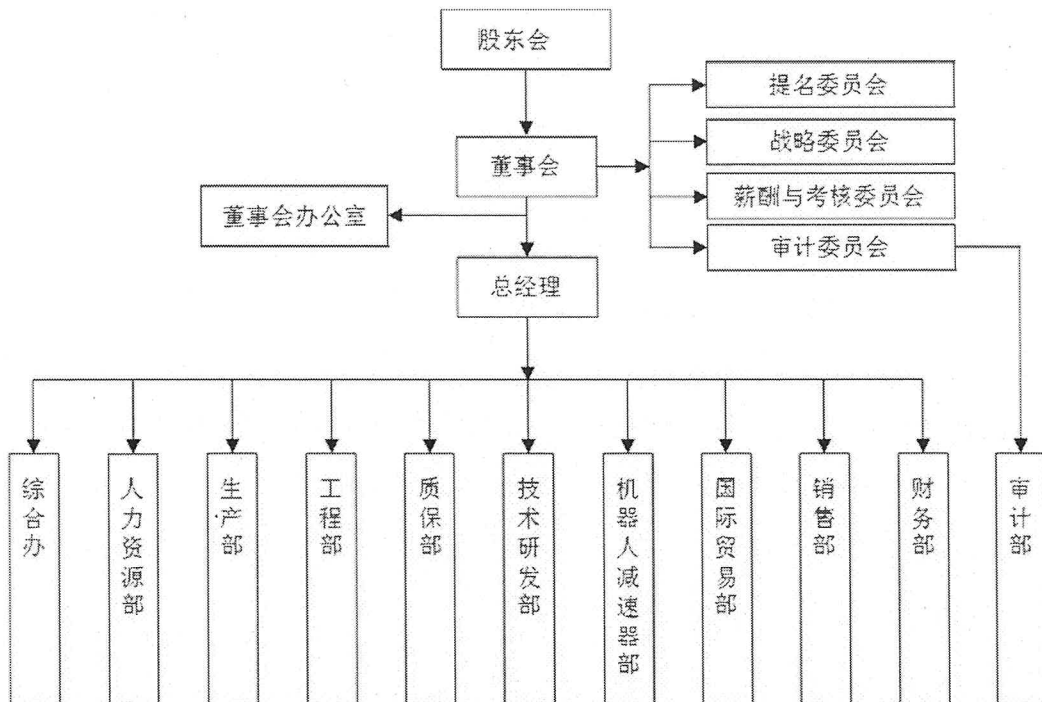 股东会
提名委员会
战略委员会
董事会
薪酬与考核委员会
董事会办公室
审计委员会
总经理
综合办
人力资源部
生产部
工程部
质保部
技术研发部
机器人减速器部
国际贸易部
销售部
财务部
审计部